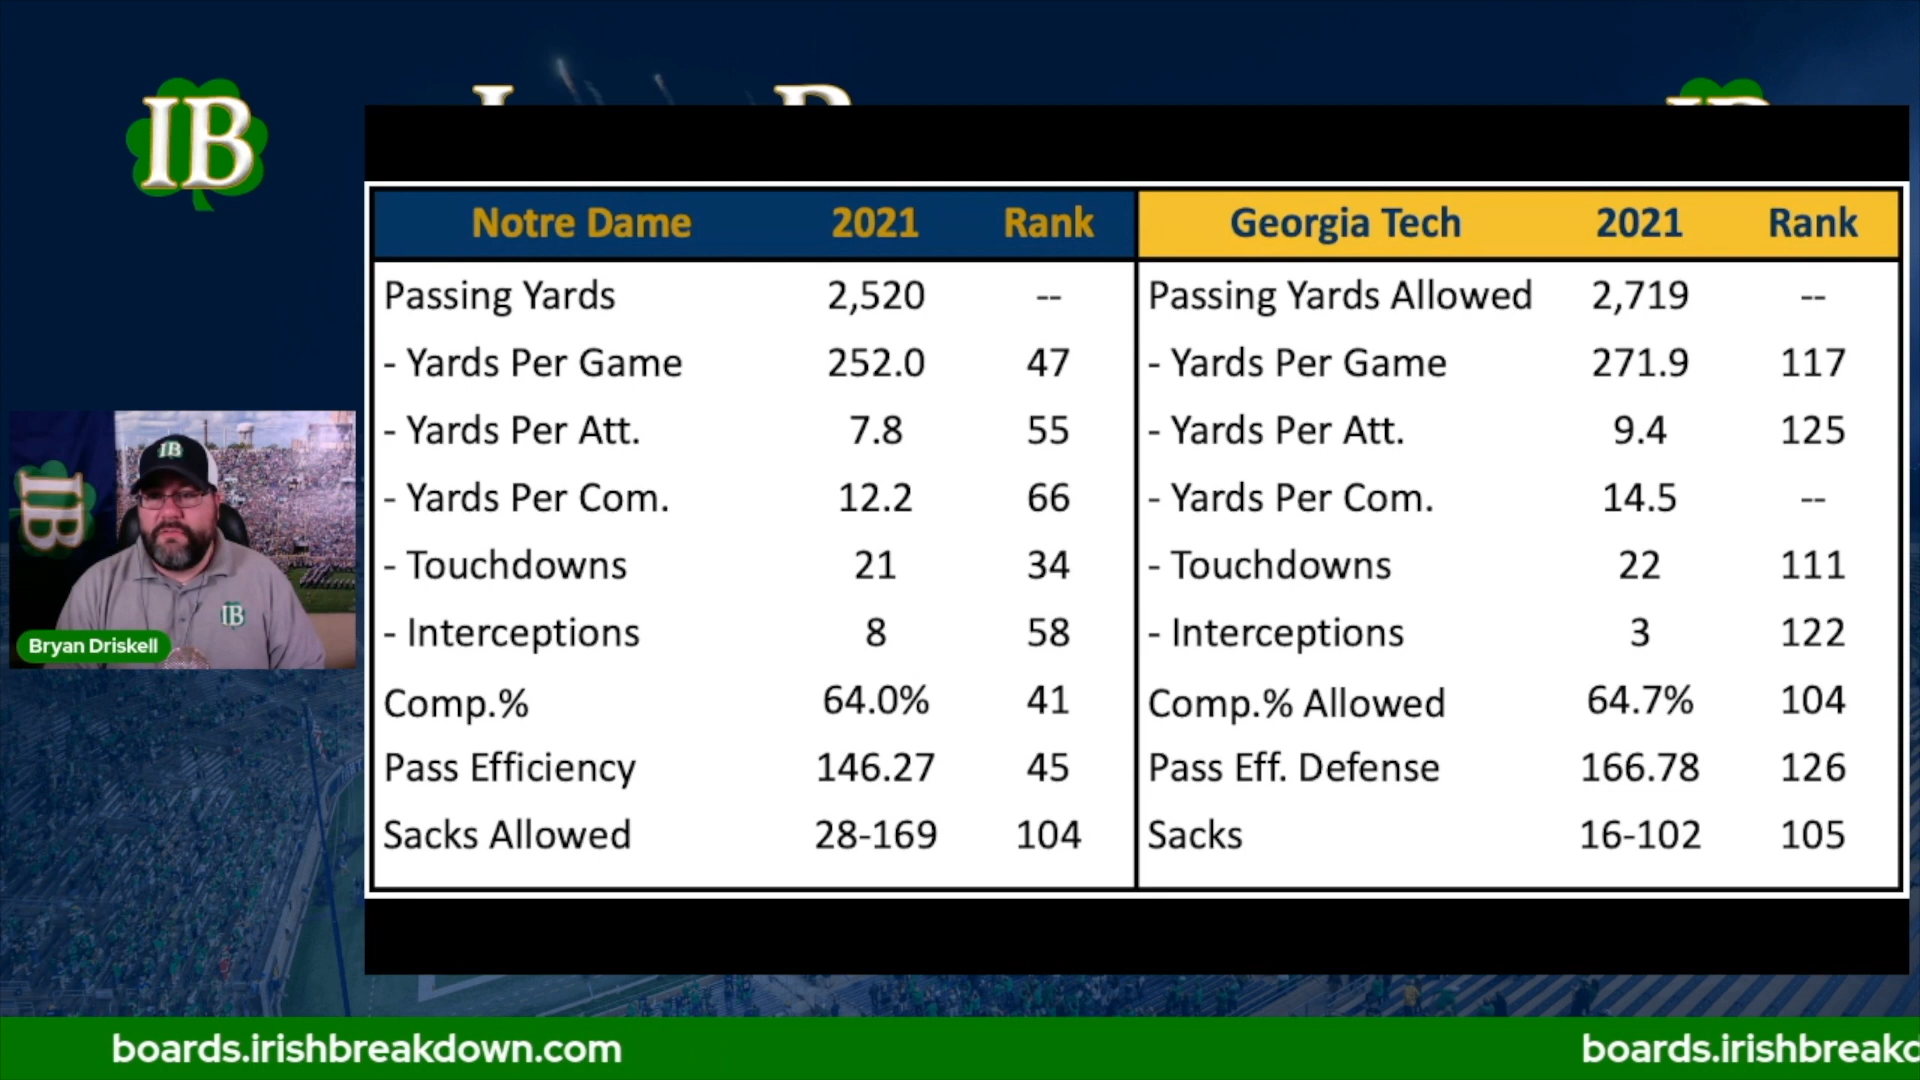 IB
Notre Dame 2021 Rank Georgia Tech 2021 Rank
Passing Yards 2,520 -- Passing Yards Allowed 2,719 --
- Yards Per Game 252.0 47 - Yards Per Game 271.9 117
- Yards Per Att. 7.8 55 - Yards Per Att. 9.4 125
- Yards Per Com. 12.2 66 - Yards Per Com. 14.5 --
- Touchdowns 21 34 - Touchdowns 22 111
- Interceptions 8 58 - Interceptions 3 122
Comp.% 64.0% 41 Comp.% Allowed 64.7% 104
Pass Efficiency 146.27 45 Pass Eff. Defense 166.78 126
Sacks Allowed 28-169 104 Sacks 16-102 105
IB
IB
IB
Bryan Driskell
boards.irishbreakdown.com boards.irishbreakd